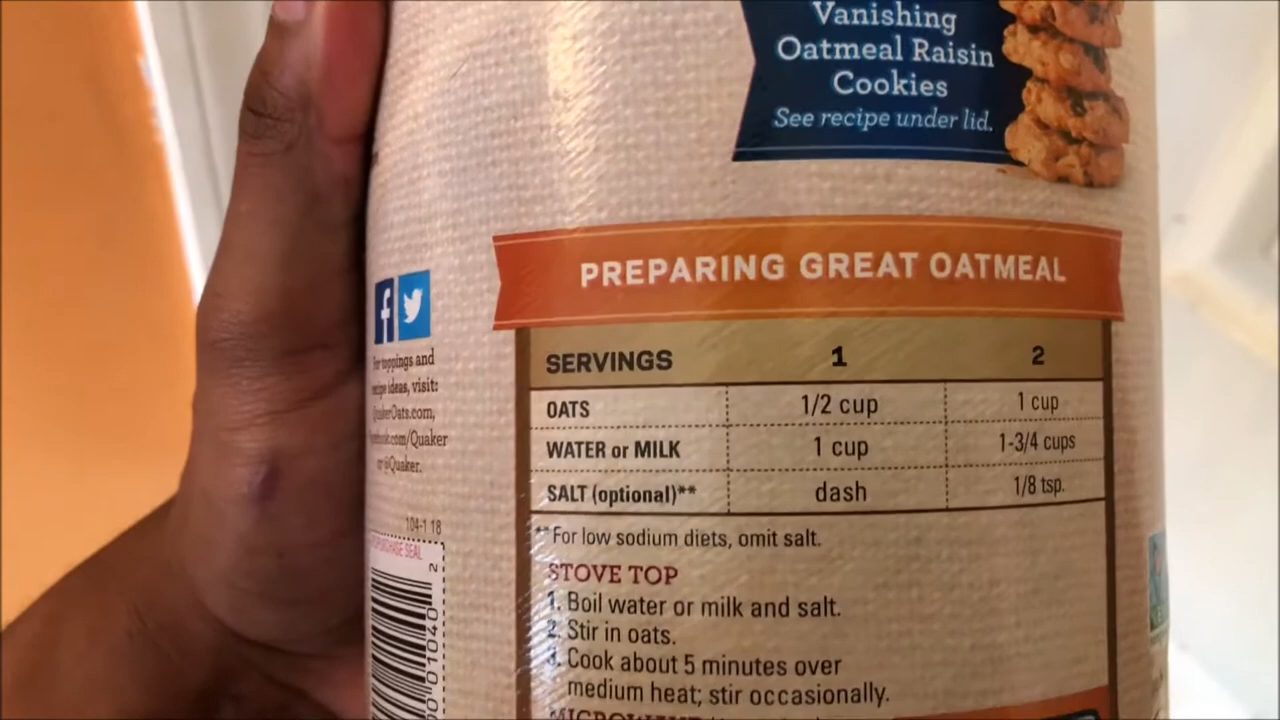 Vanishing
Oatmeal Raisin
Cookies
See recipe under lid.
PREPARING GREAT OATMEAL
SERVINGS 1 2
OATS 1/2 cup 1 cup
WATER or MILK 1 cup 1-3/4 cups
SALT (optional)** dash 1/8 tsp.
**For low sodium diets, omit salt.
STOVE TOP
1. Boil water or milk and salt.
2. Stir in oats.
3. Cook about 5 minutes over
medium heat; stir occasionally.
f
For toppings and
recipe ideas, visit:
QuakerOats.com,
/Quaker
or @Quaker.
104-1 18
SEAL
01040 2